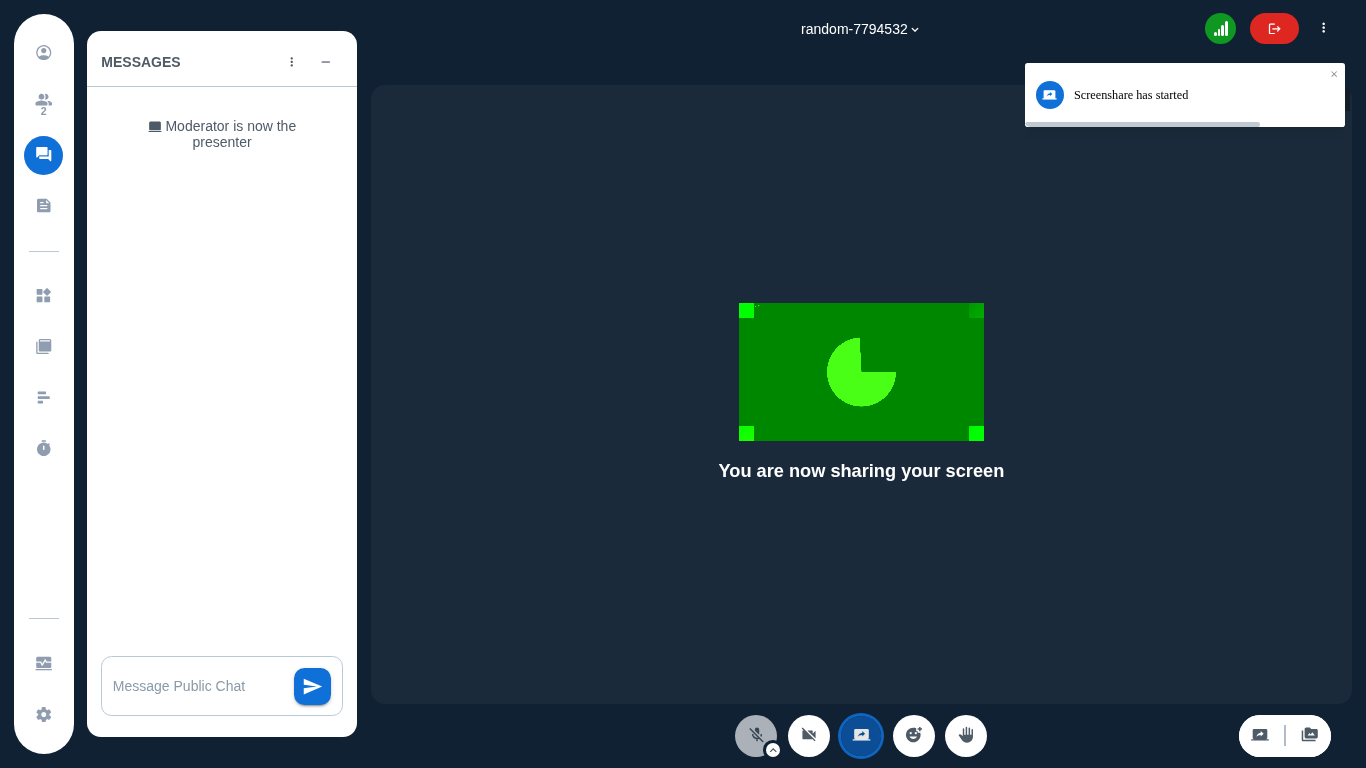 random-7794532
MESSAGES
2
Screenshare has started
Moderator is now the
presenter
You are now sharing your screen
Message Public Chat